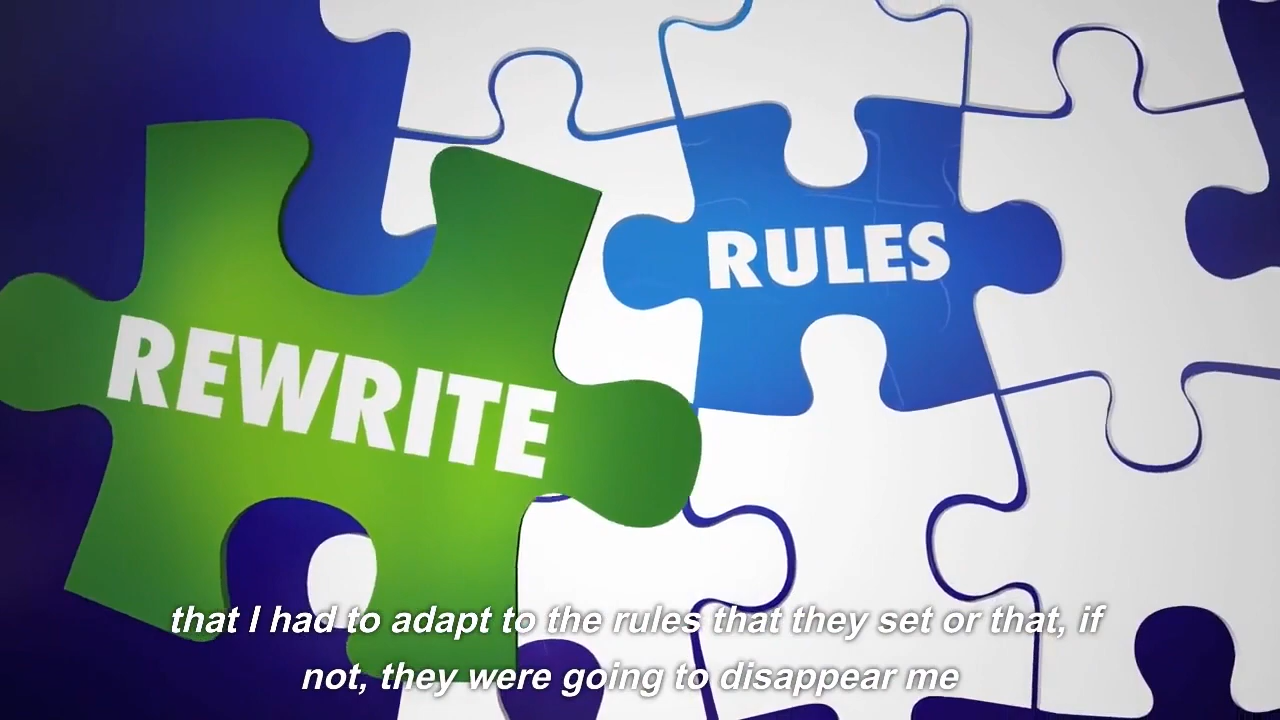 RULES
REWRITE
that I had to adapt to the rules that they set or that, if
not, they were going to disappear me